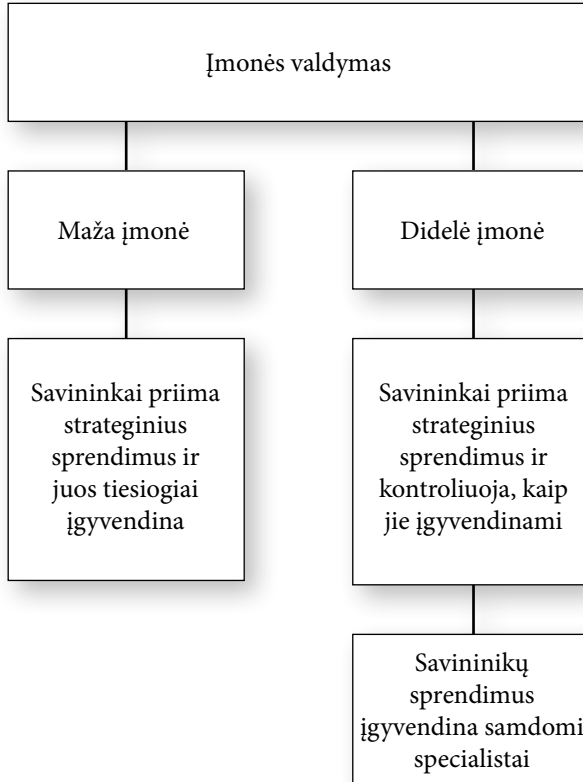 Įmonės valdymas
Maža įmonė
Didelė įmonė
Savininkai priima
strateginius
sprendimus ir
juos tiesiogiai
įgyvendina
Savininkai priima
strateginius
sprendimus ir
kontroliuoja, kaip
jie įgyvendinami
Savininikų
sprendimus
įgyvendina samdomi
specialistai